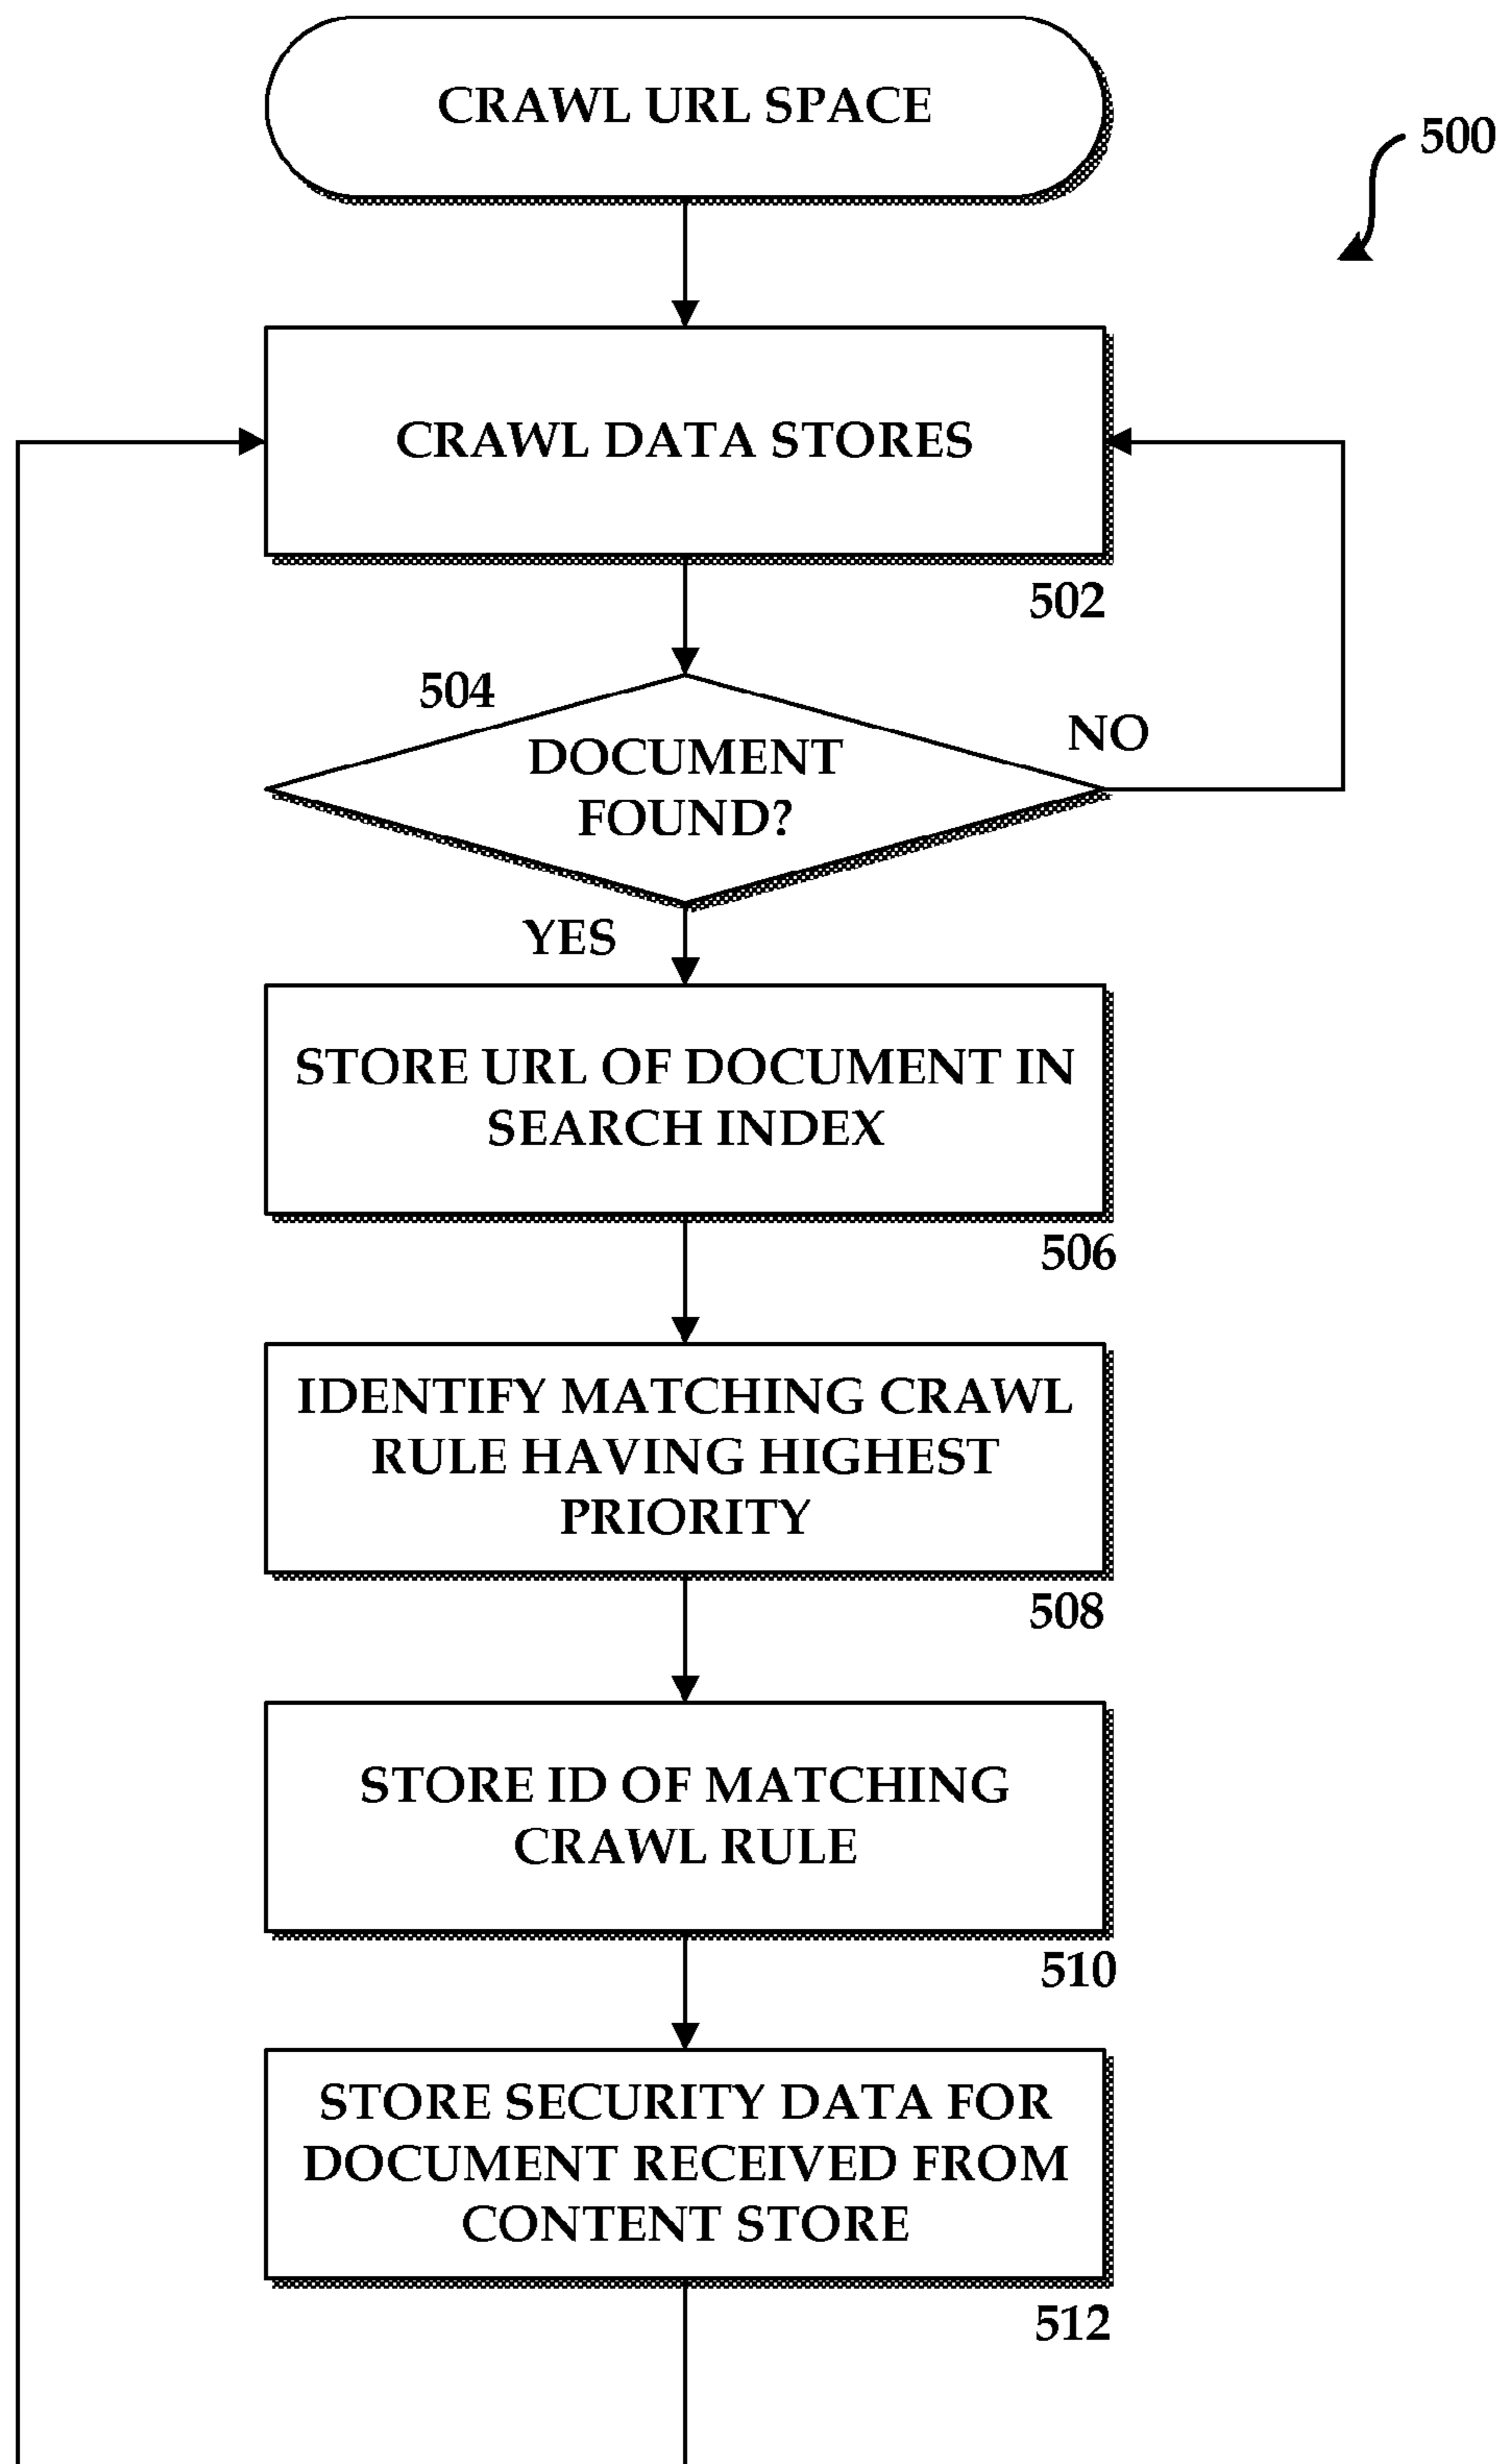 CRAWL URL SPACE
500
CRAWL DATA STORES
502
504
DOCUMENT
FOUND?
NO
YES
STORE URL OF DOCUMENT IN
SEARCH INDEX
506
IDENTIFY MATCHING CRAWL
RULE HAVING HIGHEST
PRIORITY
508
STORE ID OF MATCHING
CRAWL RULE
510
STORE SECURITY DATA FOR
DOCUMENT RECEIVED FROM
CONTENT STORE
512